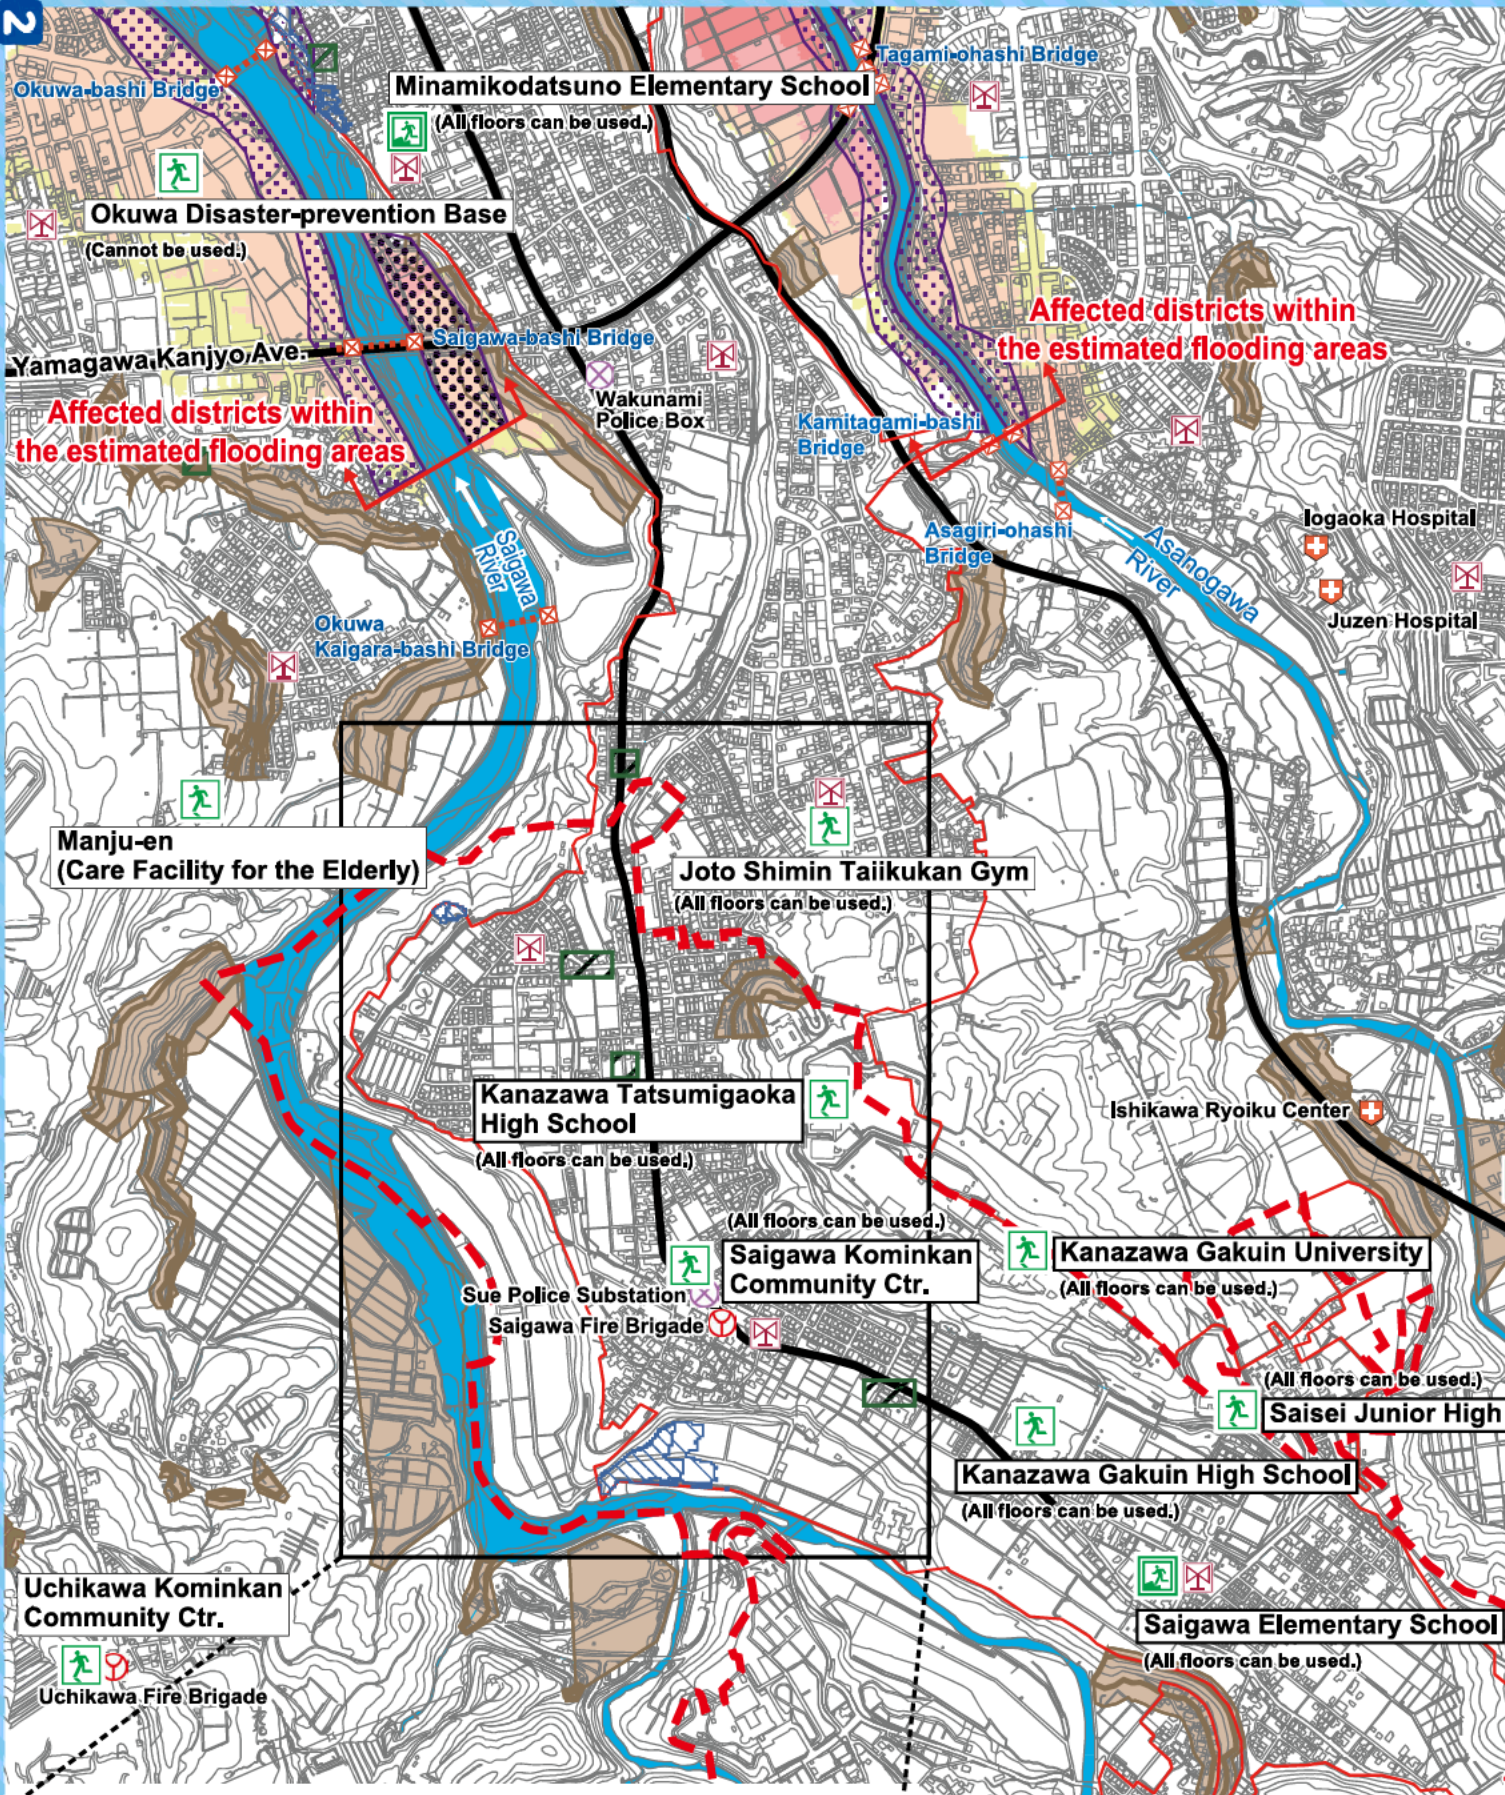 2
Okuwa-bashi Bridge
Minamikodatsuno Elementary School
(All floors can be used.)
Tagami-ohashi Bridge
Okuwa Disaster-prevention Base
(Cannot be used.)
Yamagawa Kanjyo Ave.
Saigawa-bashi Bridge
Affected districts within
the estimated flooding areas
Affected districts within
the estimated flooding areas
Wakunami
Police Box
Kamitagami-bashi
Bridge
Asagiri-ohashi
Bridge
Asanogawa
River
Iogaoka Hospital
Juzen Hospital
Saigawa
River
Okuwa
Kaigara-bashi Bridge
Manju-en
(Care Facility for the Elderly)
Joto Shimin Taiikukan Gym
(All floors can be used.)
Kanazawa Tatsumigaoka
High School
(All floors can be used.)
Ishikawa Ryoiku Center
(All floors can be used.)
Saigawa Kominkan
Community Ctr.
Sue Police Substation
Saigawa Fire Brigade
Kanazawa Gakuin University
(All floors can be used.)
(All floors can be used.)
Saisei Junior High
Kanazawa Gakuin High School
(All floors can be used.)
Uchikawa Kominkan
Community Ctr.
Uchikawa Fire Brigade
Saigawa Elementary School
(All floors can be used.)